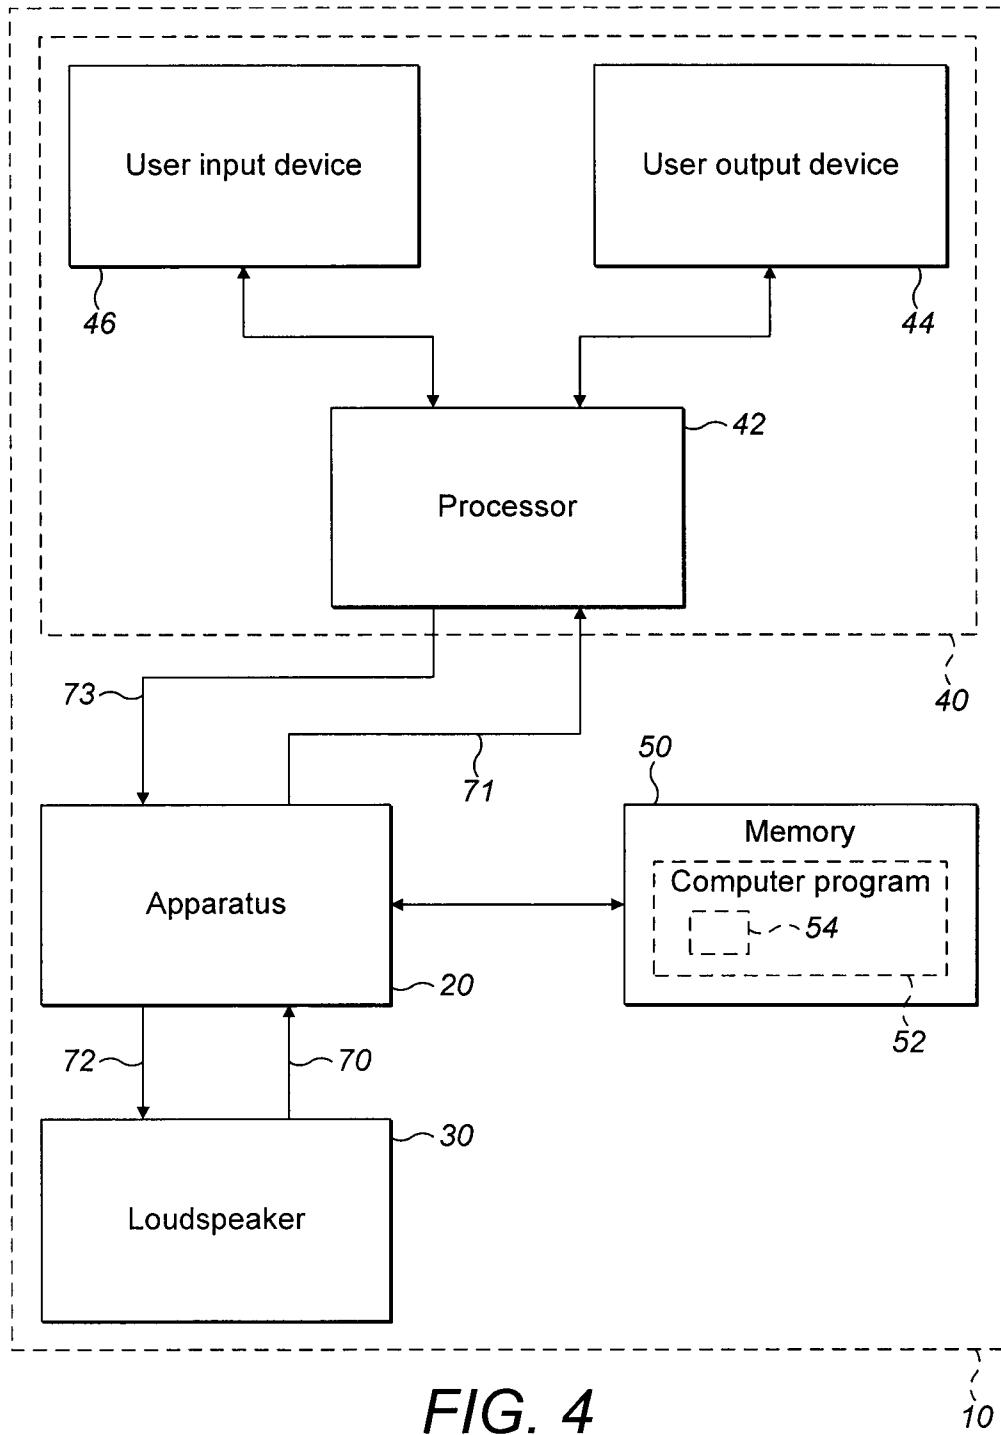 User input device
User output device
46
44
42
Processor
73
40
71
50
Memory
Computer program
54
Apparatus
20
52
72
70
30
Loudspeaker
10
FIG. 4